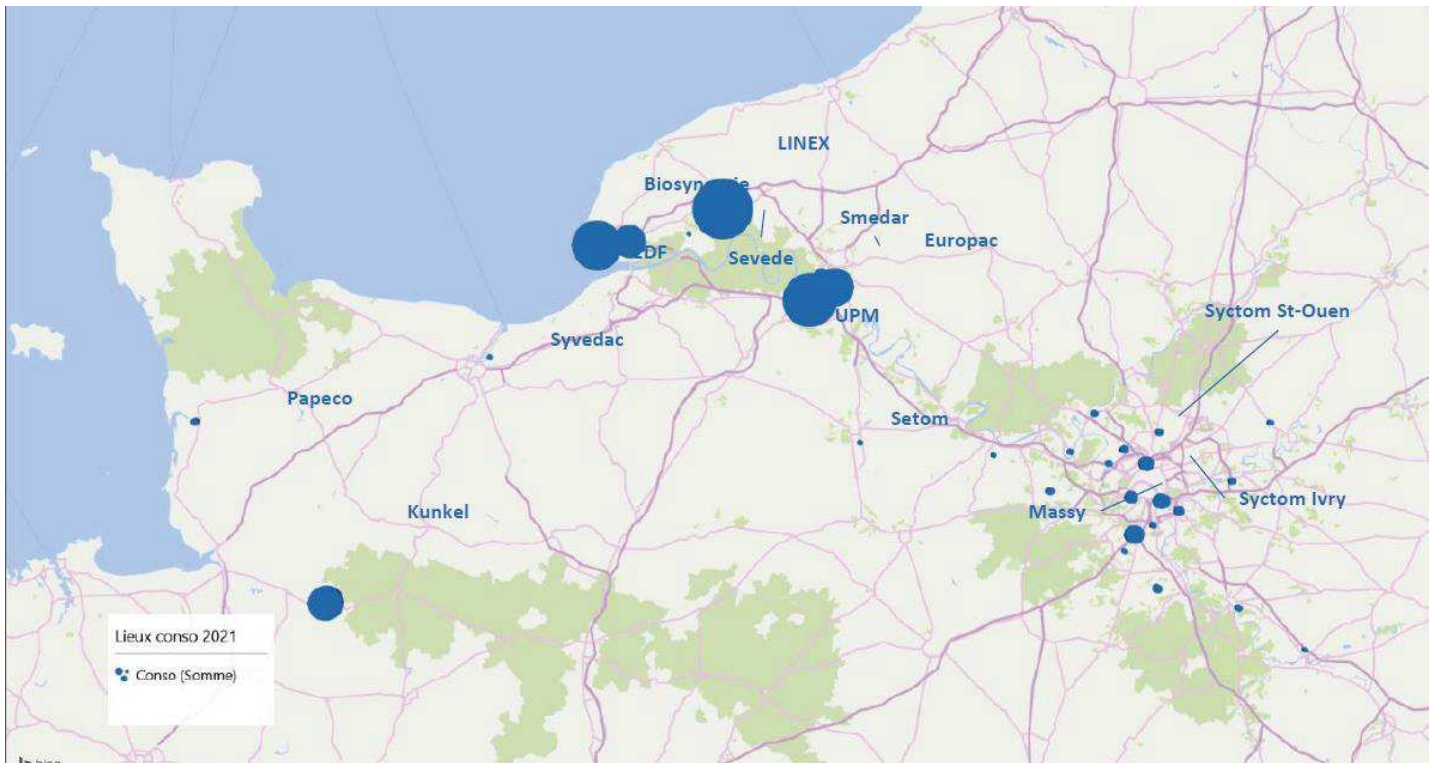 LINEX
Smedar
Europac
Sevede
Syctom St-Ouen
UPM
Syvedac
Papeco
Setom
Kunkel
Massy
Syctom Ivry
Lieux conso 2021
Conso (Somme)